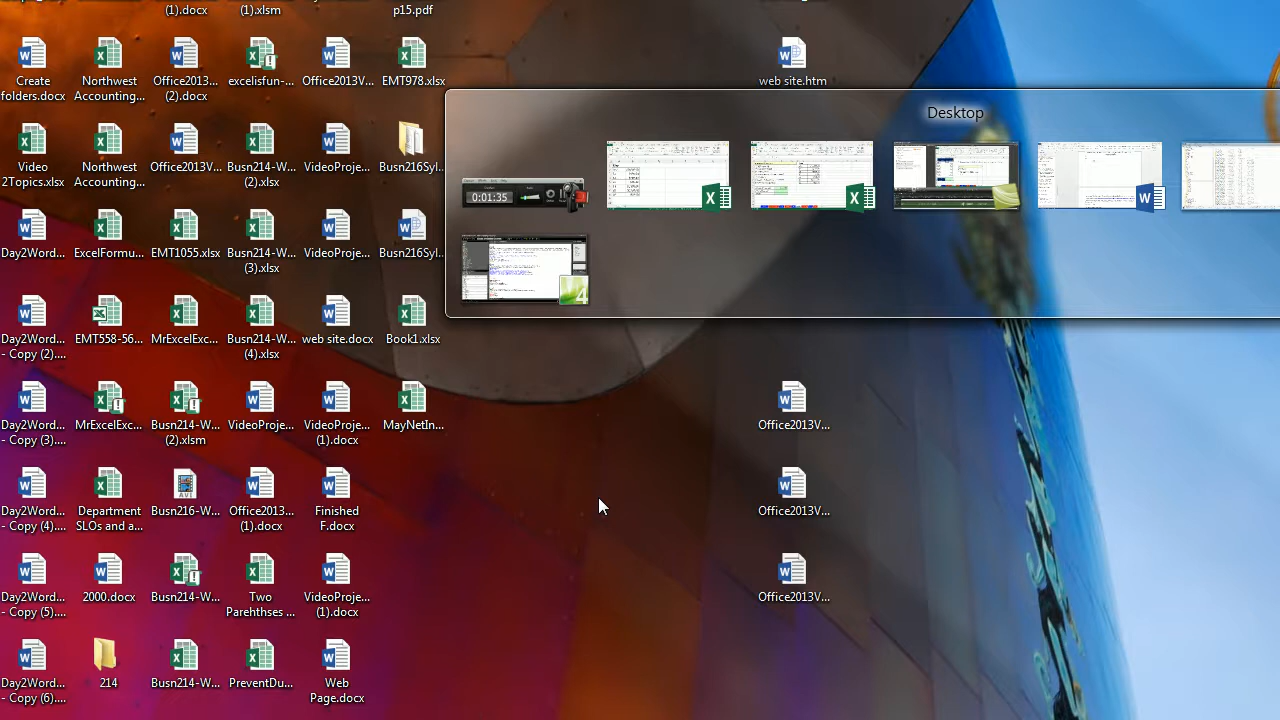 (1).docx
(1).xlsm
p15.pdf
Create
folders.docx
Northwest
Accounting...
Office2013...
(2).docx
excelisfun-...
Office2013V...
EMT978.xlsx
web site.htm
Desktop
Video
2Topics.xlsx
Northwest
Accounting...
Office2013...
Busn214-W...
(2).xlsx
VideoProje...
Busn216Syl...
0:01:35
Day2Word...
ExcelFormu...
EMT1055.xlsx
Busn214-W...
VideoProje...
Busn216Syl...
4
Day2Word...
- Copy (2)....
EMT558-56...
MrExcelExc...
Busn214-W...
(4).xlsx
web site.docx
Book1.xlsx
Day2Word...
- Copy (3)....
MrExcelExc...
Busn214-W...
(2).xlsm
VideoProje...
VideoProje...
(1).docx
MayNetIn...
Office2013V...
Day2Word...
- Copy (4)....
Department
SLOs and a...
Busn216-W...
Office2013...
(1).docx
Finished
F.docx
Office2013V...
Day2Word...
- Copy (5)....
2000.docx
Busn214-W...
Two
Parehthses ...
VideoProje...
(1).docx
Office2013V...
Day2Word...
- Copy (6)....
214
Busn214-W...
PreventDu...
Web
Page.docx